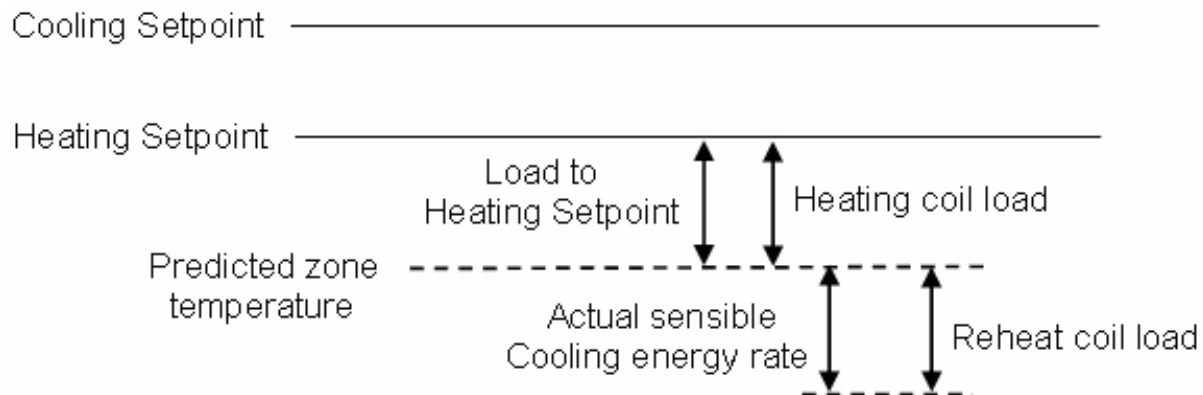 Cooling Setpoint
Heating Setpoint
Load to
Heating Setpoint
Heating coil load
Predicted zone
temperature
Actual sensible
Cooling energy rate
Reheat coil load